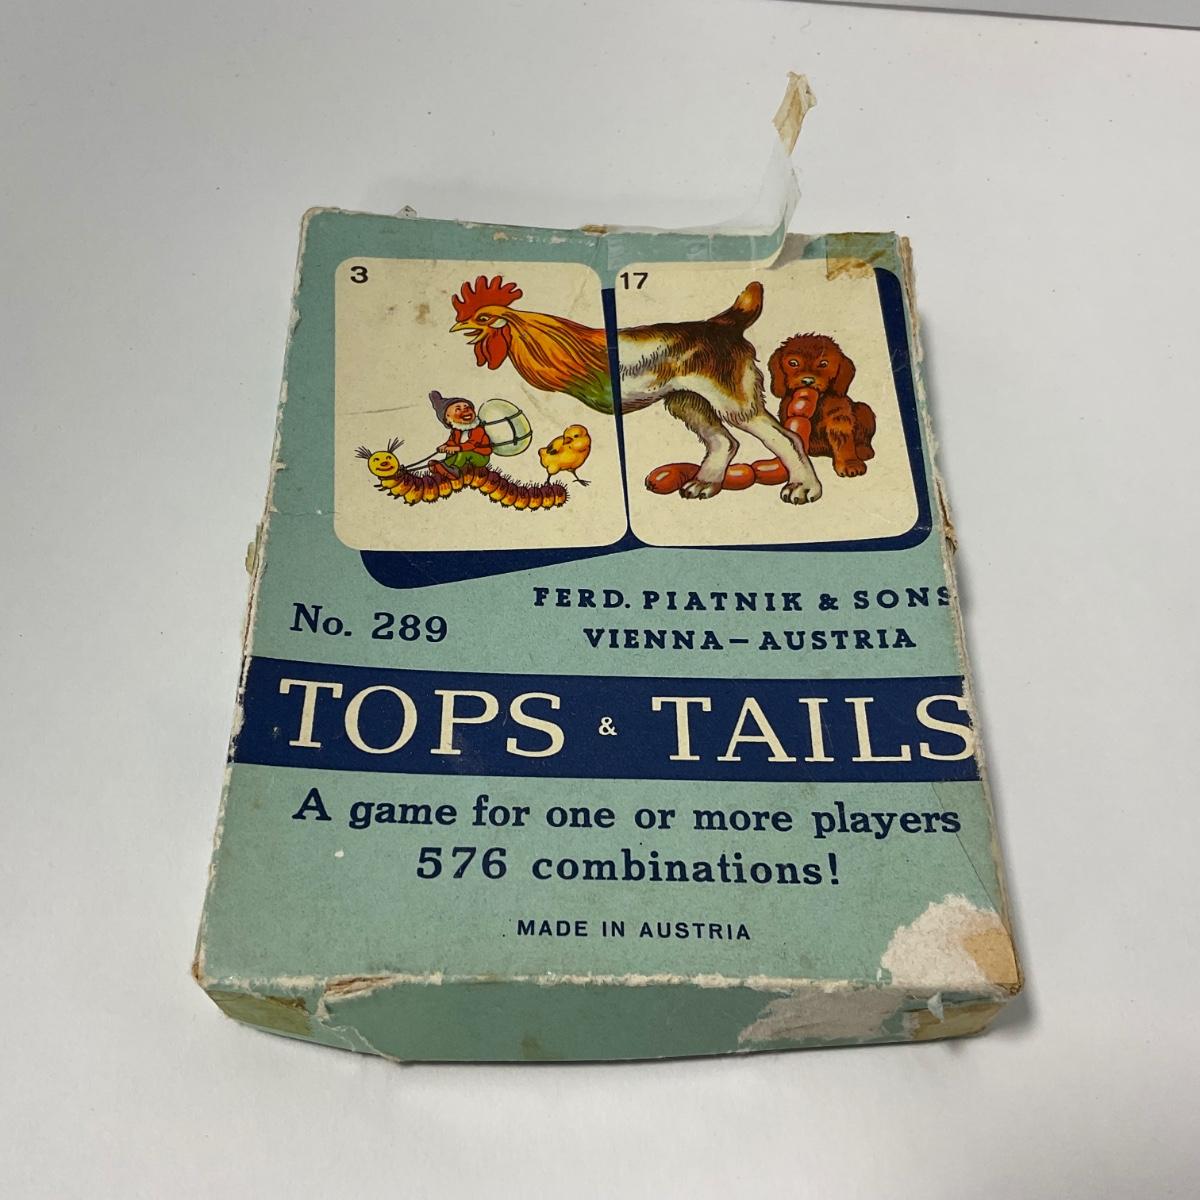 3
17
No. 289
FERD. PIATNIK & SONS
VIENNA—AUSTRIA
TOPS & TAILS
A game for one or more players
576 combinations!
MADE IN AUSTRIA